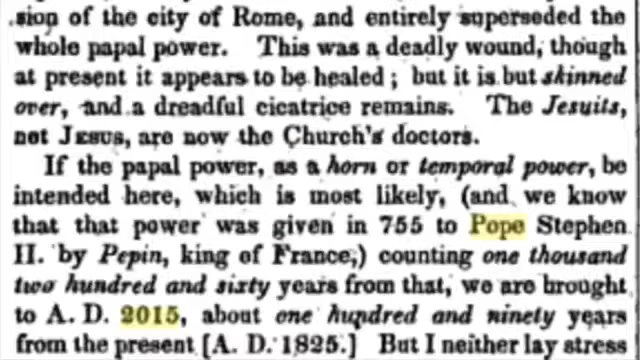 sion of the city of Rome, and entirely superseded the
whole papal power. This was a deadly wound, though
at present it appears to be healed; but it is but skinned
over, and a dreadful cicatrice remains. The Jesuits,
not JESUS, are now the Church's doctors.
If the papal power, as a horn or temporal power, be
intended here, which is most likely, (and we know
that that power was given in 755 to Pope Stephen
II. by Pepin, king of France,) counting one thousand
two hundred and sixty years from that, we are brought
to A. D. 2015, about one hundred and ninety years
from the present [A. D. 1825.] But I neither lay stress